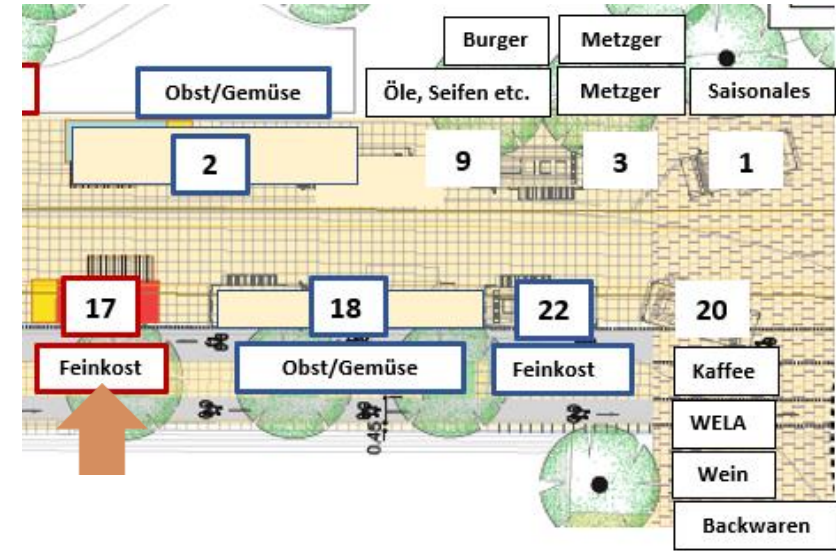 Burger
Metzger
Obst/Gemüse
Öle, Seifen etc.
Metzger
Saisonales
2
9
3
1
17
18
22
20
Feinkost
Obst/Gemüse
Feinkost
Kaffee
WELA
0.45
Wein
Backwaren